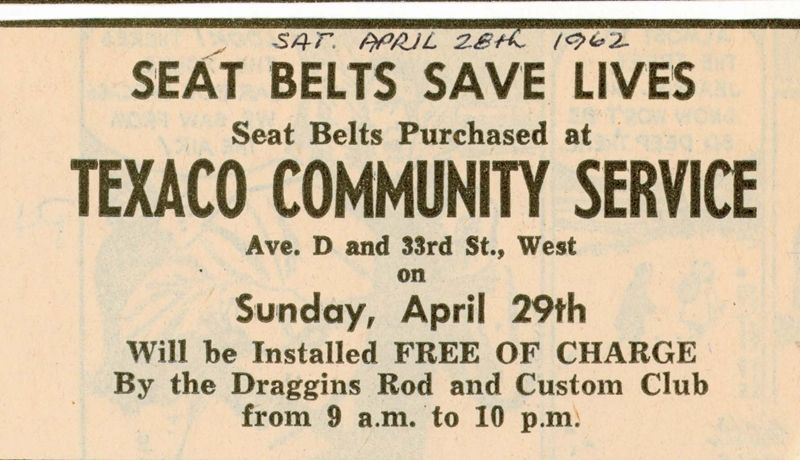 SAT. APRIL 28th 1962
SEAT BELTS SAVE LIVES
Seat Belts Purchased at
TEXACO COMMUNITY SERVICE
Ave. D and 33rd St., West
on
Sunday, April 29th
Will be Installed FREE OF CHARGE
By the Draggins Rod and Custom Club
from 9 a.m. to 10 p.m.